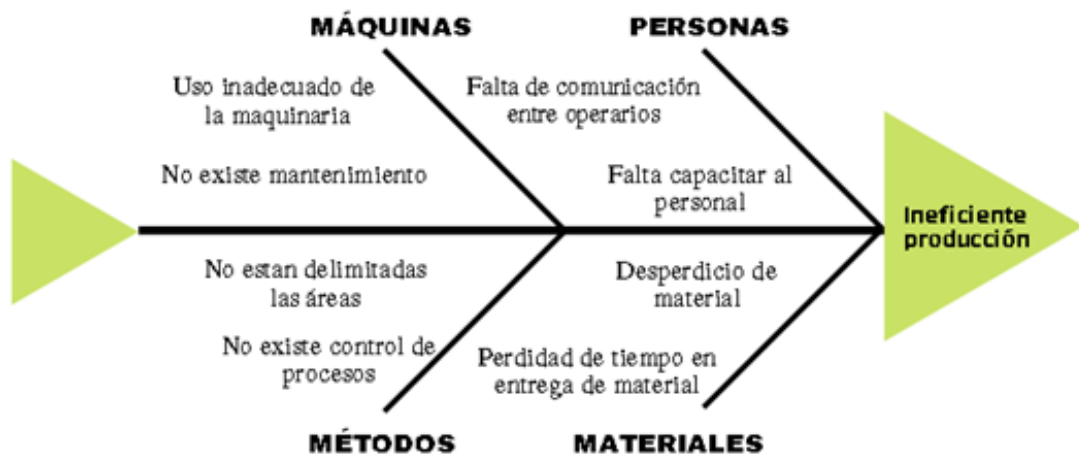 MÁQUINAS
PERSONAS
Uso inadecuado de
la maquinaria
Falta de comunicación
entre operarios
No existe mantenimiento
Falta capacitar al
personal
Ineficiente
producción
No estan delimitadas
las áreas
Desperdicio de
material
No existe control de
procesos
Perdidad de tiempo en
entrega de material
MÉTODOS
MATERIALES